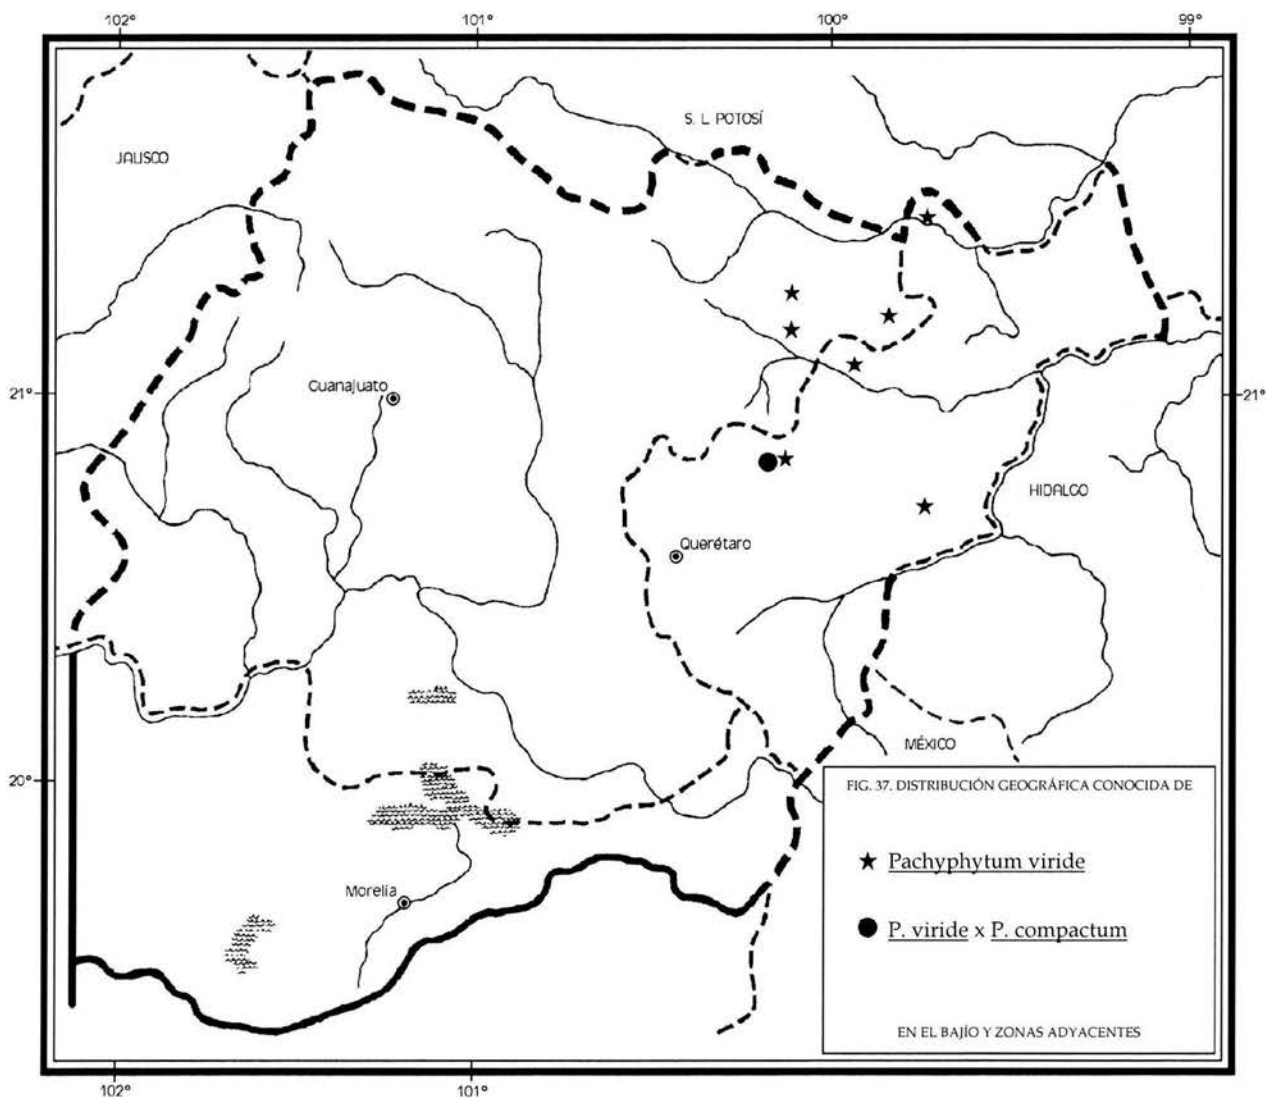 102°
101°
100°
99°
S. L. POTOSÍ
JALISCO
21°
21°
Guanajuato
HIDALGO
Querétaro
MÉXICO
20°
FIG. 37. DISTRIBUCIÓN GEOGRÁFICA CONOCIDA DE
Pachyphytum viride
P. viride x P. compactum
EN EL BAJÍO Y ZONAS ADYACENTES
Morelia
102°
101°